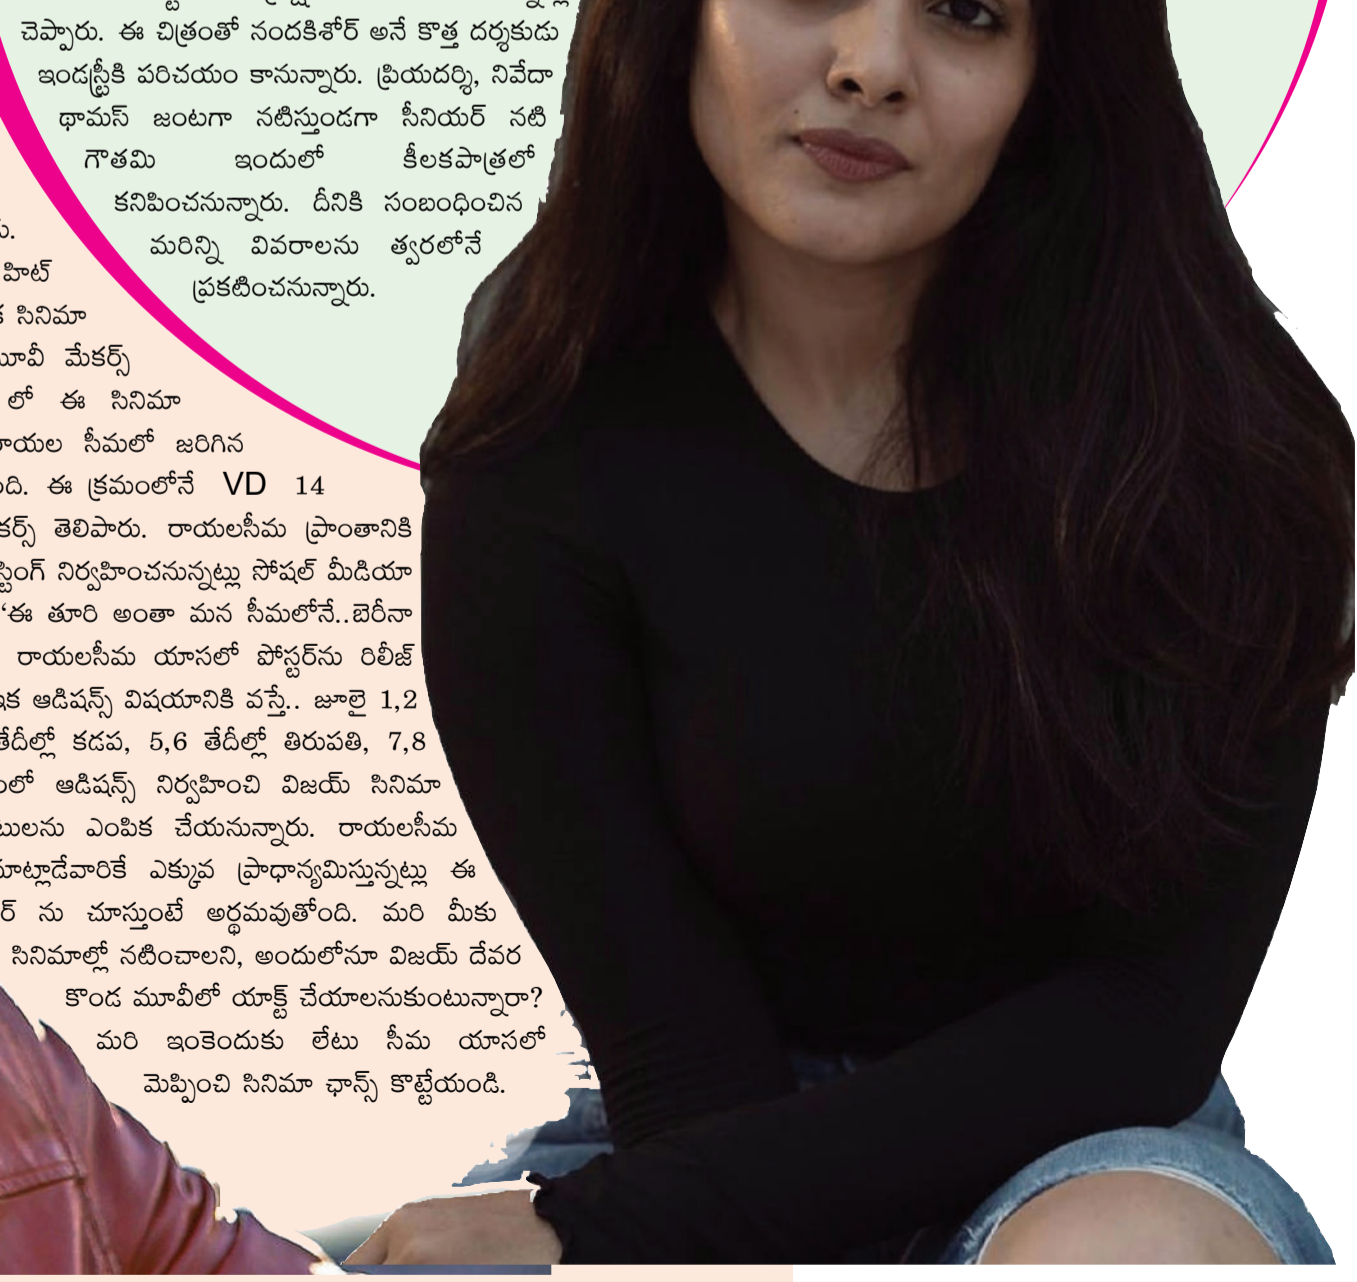 చెప్పారు. ఈ చిత్రంతో నందకిశోర్ అనే కొత్త దర్శకుడు
ఇండస్ట్రీకి పరిచయం కానున్నారు. ప్రియదర్శి, నివేదా
థామస్ జంటగా నటిస్తుండగా సీనియర్ నటి
గౌతమి ఇందులో కీలకపాత్రలో
కనిపించనున్నారు. దీనికి సంబంధించిన
మరిన్ని వివరాలను త్వరలోనే
ప్రకటించనున్నారు.
హిట్
సినిమా
మేకర్స్
లో ఈ సినిమా
సీమలో జరిగిన
ఈ క్రమంలోనే VD 14
తెలిపారు. రాయలసీమ ప్రాంతానికి
నిర్వహించనున్నట్లు సోషల్ మీడియా
‘ఈ తూరి అంతా మన సీమలోనే..బెరీనా
రాయలసీమ యాసలో పోస్టర్‌ను రిలీజ్
ఆడిషన్స్ విషయానికి వస్తే.. జూలై 1,2
తేదీల్లో కడప, 5,6 తేదీల్లో తిరుపతి, 7,8
ఆడిషన్స్ నిర్వహించి విజయ్ సినిమా
ఎంపిక చేయనున్నారు. రాయలసీమ
ఎక్కువ ప్రాధాన్యమిస్తున్నట్లు ఈ
ను చూస్తుంటే అర్థమవుతోంది. మరి మీకు
సినిమాల్లో నటించాలని, అందులోనూ విజయ్ దేవర
కొండ మూవీలో యాక్ట్ చేయాలనుకుంటున్నారా?
మరి ఇంకెందుకు లేటు సీమ యాసలో
మెప్పించి సినిమా ఛాన్స్ కొట్టేయండి.